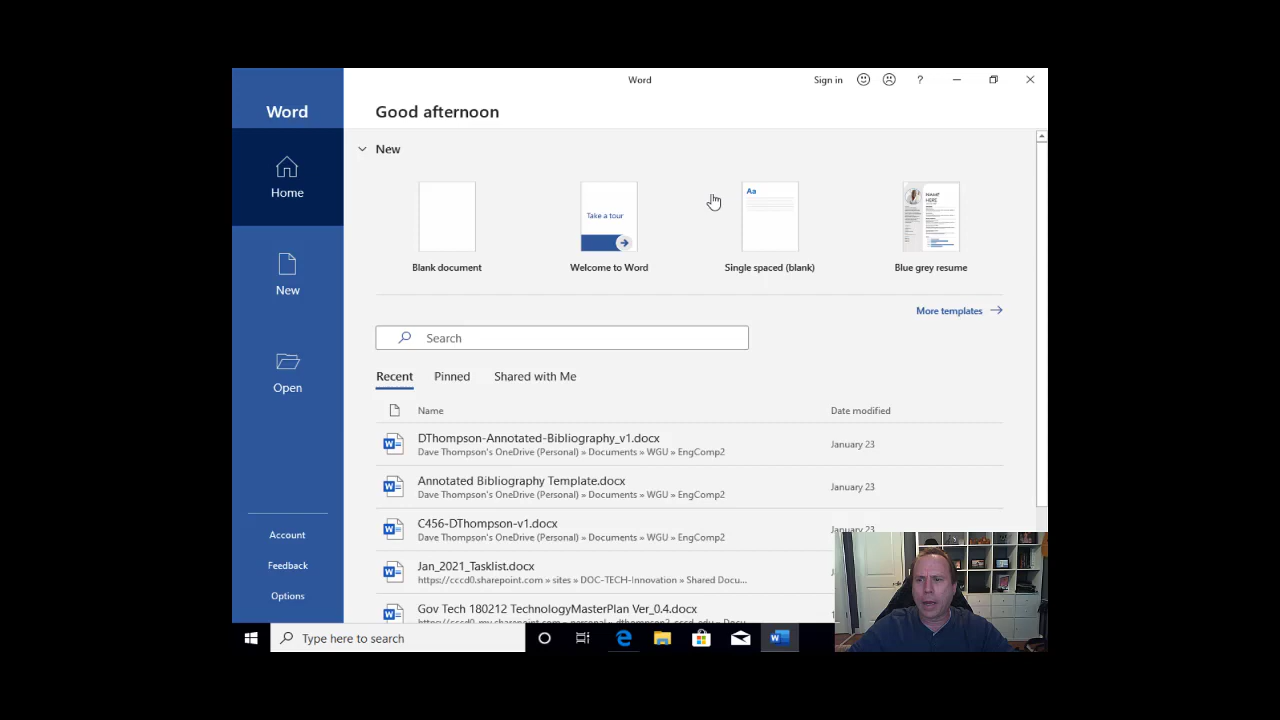 Word
Sign in
?
Word
Good afternoon
New
Home
Aa
Take a tour
NAME
HERE
Blank document
Welcome to Word
Single spaced (blank)
Blue grey resume
New
More templates
Search
Open
Recent
Pinned
Shared with Me
Name
Date modified
DThompson-Annotated-Bibliography_v1.docx
Dave Thompson's OneDrive (Personal) » Documents » WGU » EngComp2
January 23
Annotated Bibliography Template.docx
Dave Thompson's OneDrive (Personal) » Documents » WGU » EngComp2
January 23
C456-DThompson-v1.docx
Dave Thompson's OneDrive (Personal) » Documents » WGU » EngComp2
January 23
Jan_2021_Tasklist.docx
https://cccd0.sharepoint.com » sites » DOC-TECH-Innovation » Shared Docu...
Gov Tech 180212 TechnologyMasterPlan Ver_0.4.docx
Account
Feedback
Options
Type here to search